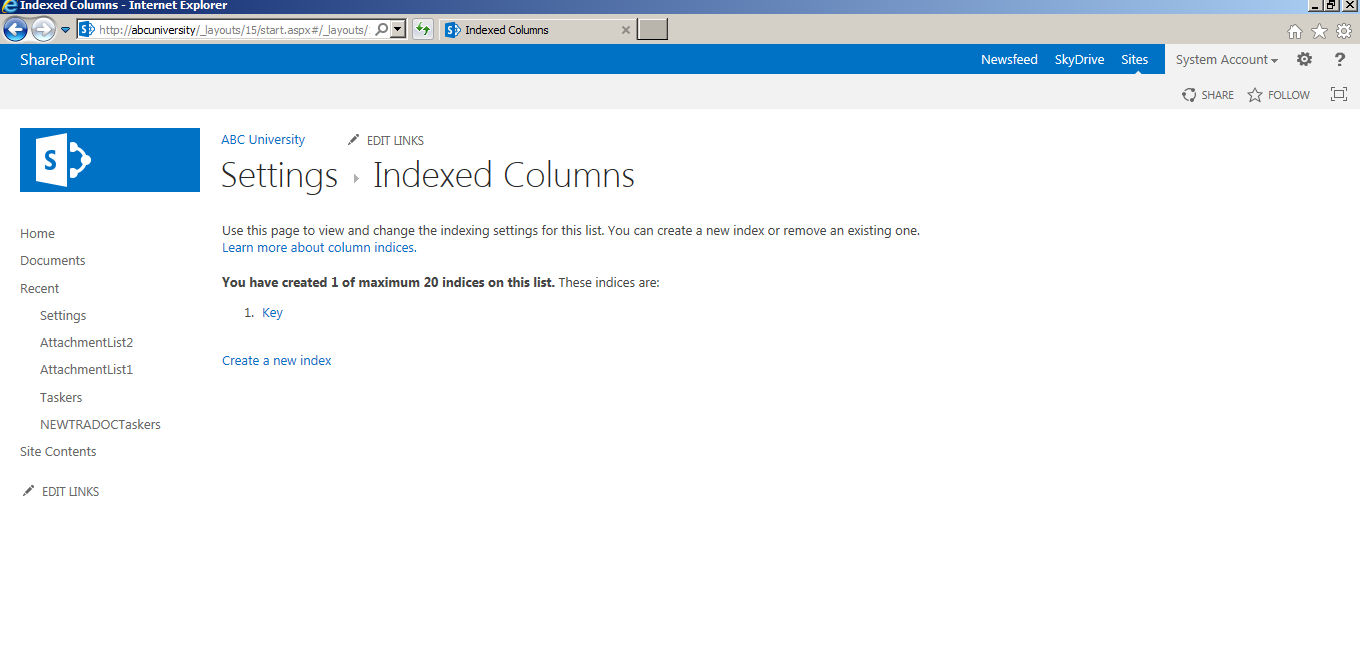 Indexed Columns - Internet Explorer
http://abcuniversity/_layouts/15/start.aspx#/_layouts/
Indexed Columns
SharePoint
Newsfeed SkyDrive Sites System Account ?
SHARE FOLLOW
S
ABC University EDIT LINKS
Settings ▸ Indexed Columns
Home
Documents
Recent
Settings
AttachmentList2
AttachmentList1
Taskers
NEWTRADOCTaskers
Site Contents
EDIT LINKS
Use this page to view and change the indexing settings for this list. You can create a new index or remove an existing one.
Learn more about column indices.
You have created 1 of maximum 20 indices on this list. These indices are:
1. Key
Create a new index